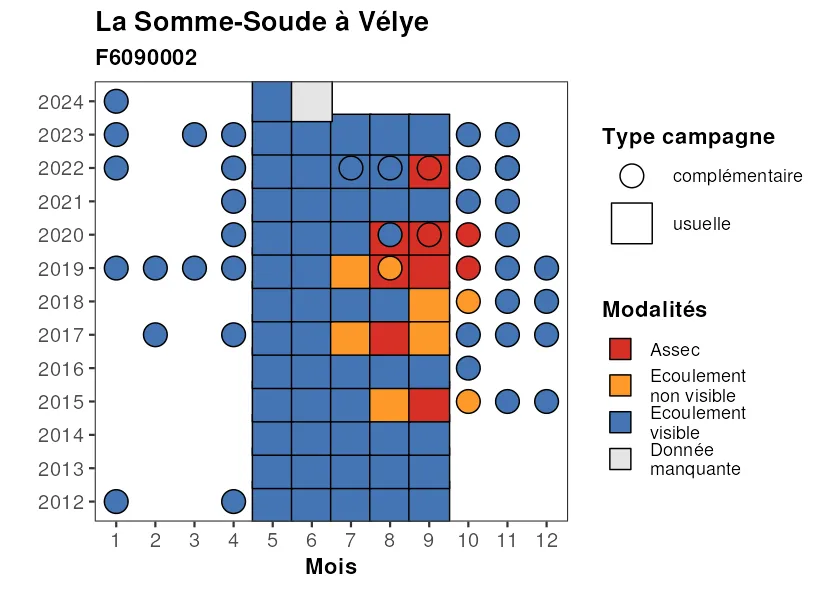 La Somme-Soude à Vélye
F6090002
2024
2023
2022
2021
2020
2019
2018
2017
2016
2015
2014
2013
2012
1 2 3 4 5 6 7 8 9 10 11 12
Mois
Type campagne
complémentaire
usuelle
Modalités
Assec
Ecoulement
non visible
Ecoulement
visible
Donnée
manquante